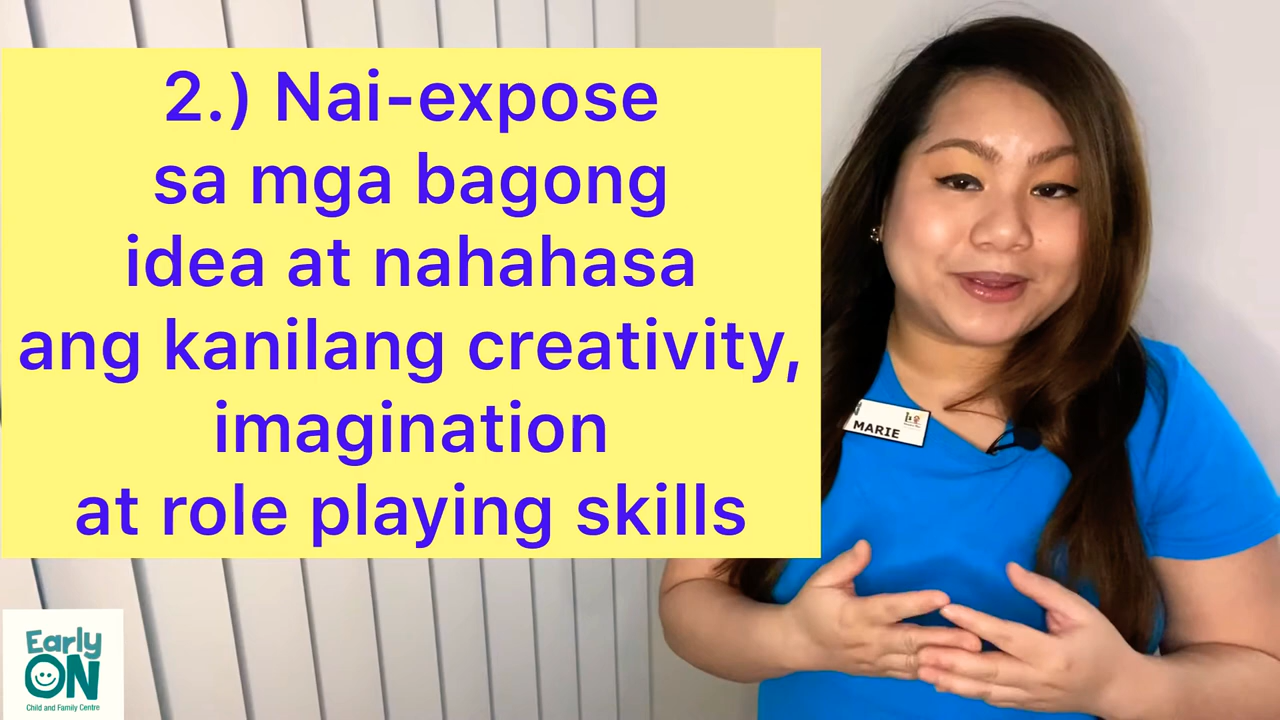 2.) Nai-expose
sa mga bagong
idea at nahahasa
ang kanilang creativity,
imagination
at role playing skills
MARIE
Early
ON
Child and Family Centre